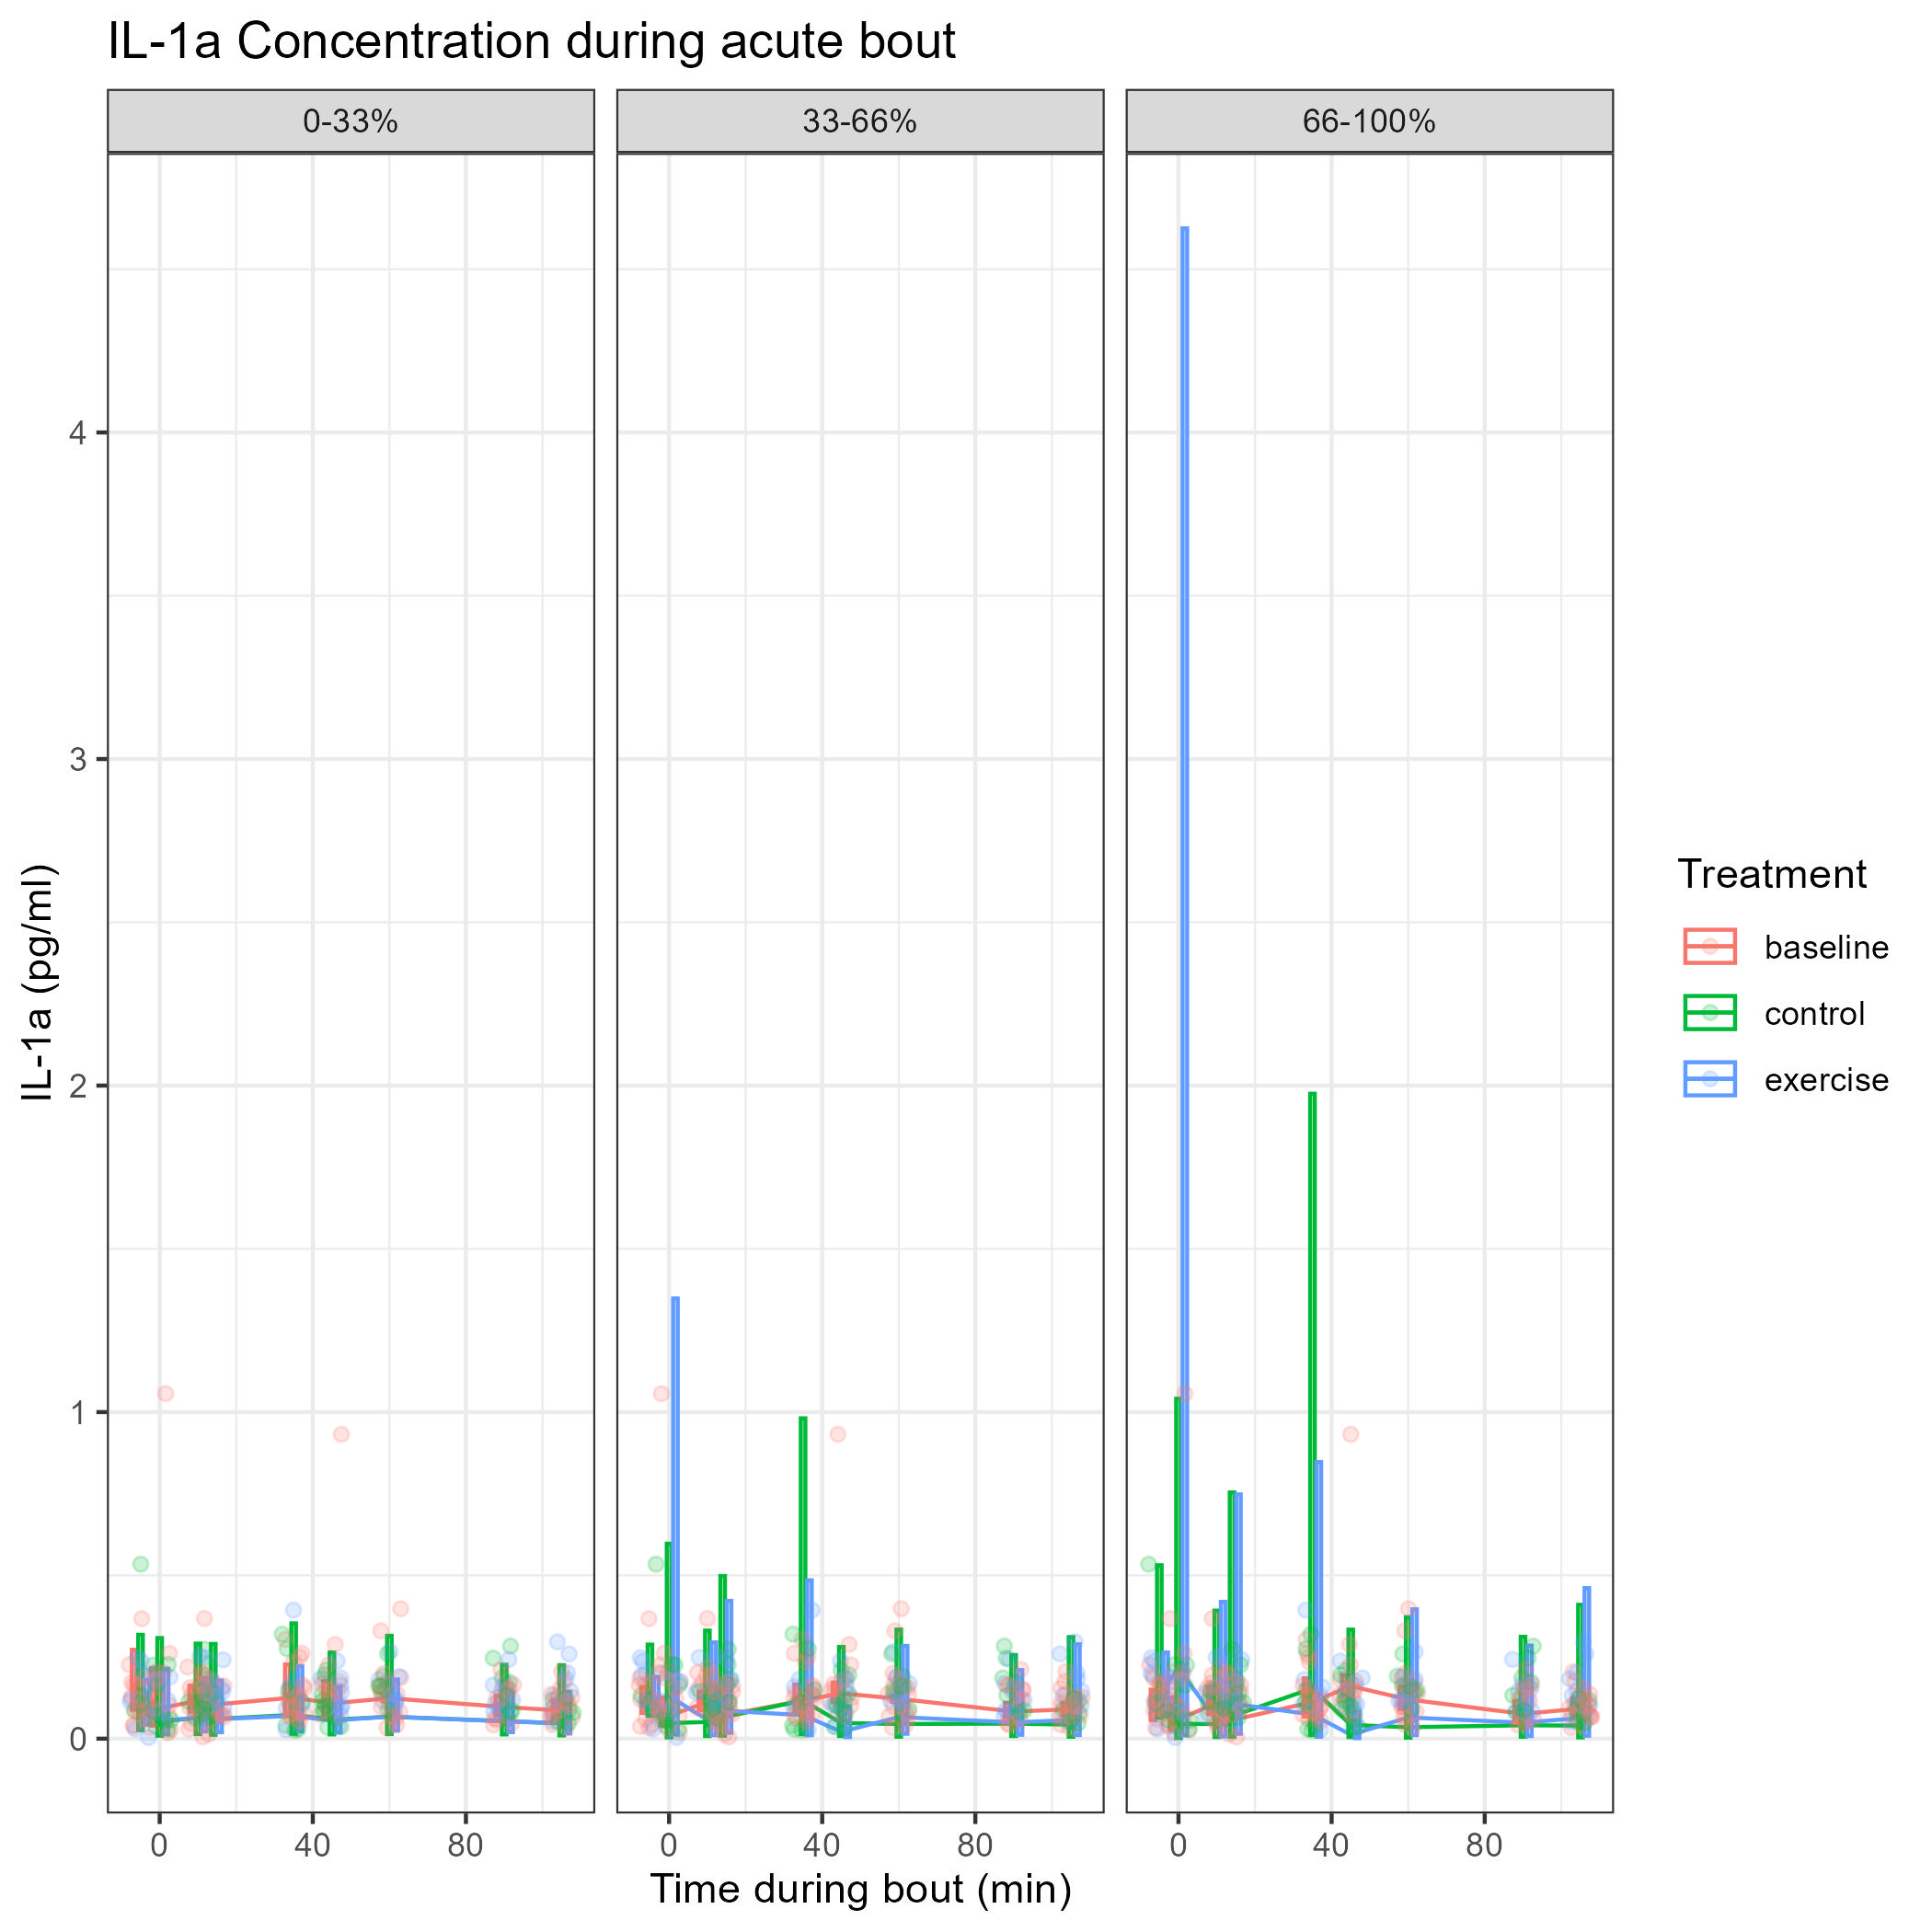 IL-1a Concentration during acute bout
0-33% 33-66% 66-100%
4
3
2
1
0
IL-1a (pg/ml)
0 40 80 0 40 80 0 40 80
Time during bout (min)
Treatment
baseline
control
exercise